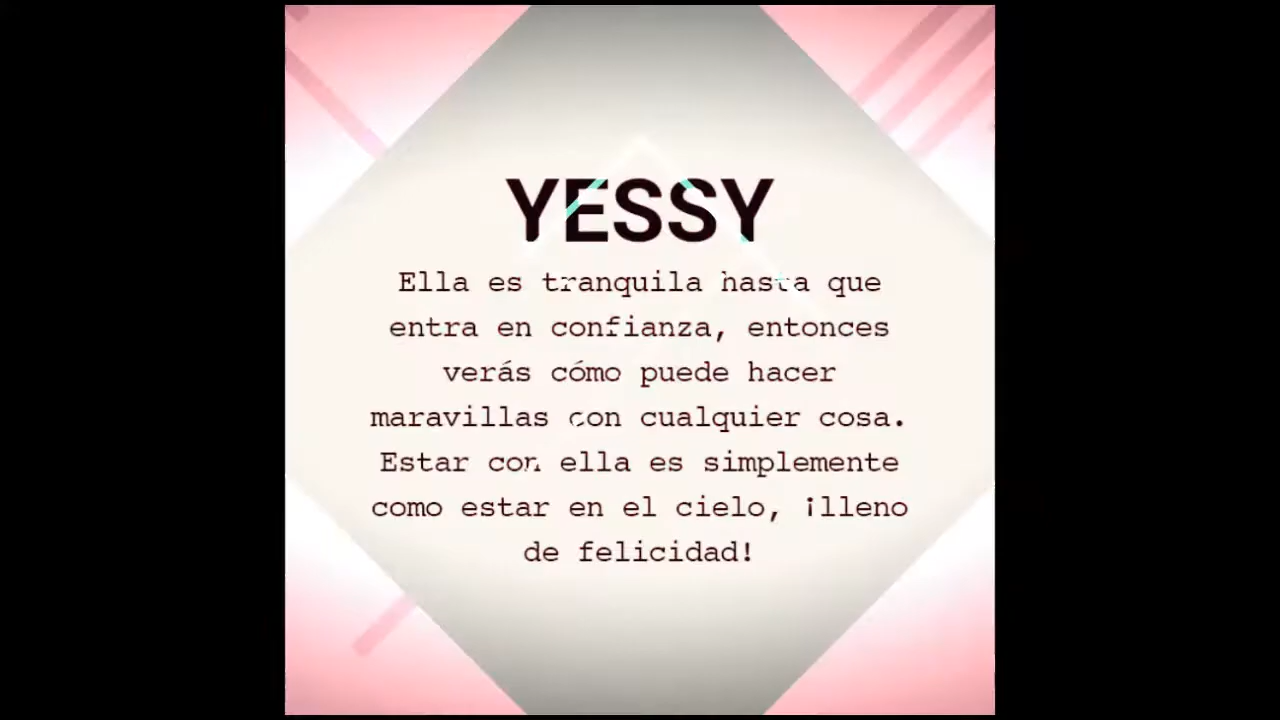 YESSY
Ella es tranquila hasta que
entra en confianza, entonces
verás cómo puede hacer
maravillas con cualquier cosa.
Estar con ella es simplemente
como estar en el cielo, ¡lleno
de felicidad!